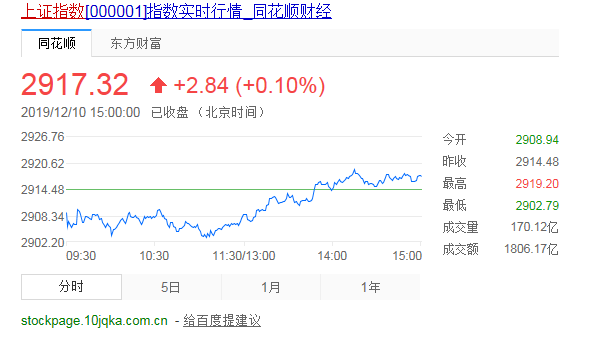 上证指数[000001]指数实时行情_同花顺财经
同花顺 东方财富
2917.32 +2.84 (+0.10%)
2019/12/10 15:00:00 已收盘 （北京时间）
2926.76
2920.62
2914.48
2908.34
2902.20
09:30 10:30 11:30/13:00 14:00 15:00
今开 2908.94
昨收 2914.48
最高 2919.20
最低 2902.79
成交量 170.12亿
成交额 1806.17亿
分时 5日 1月 1年
stockpage.10jqka.com.cn - 给百度提建议